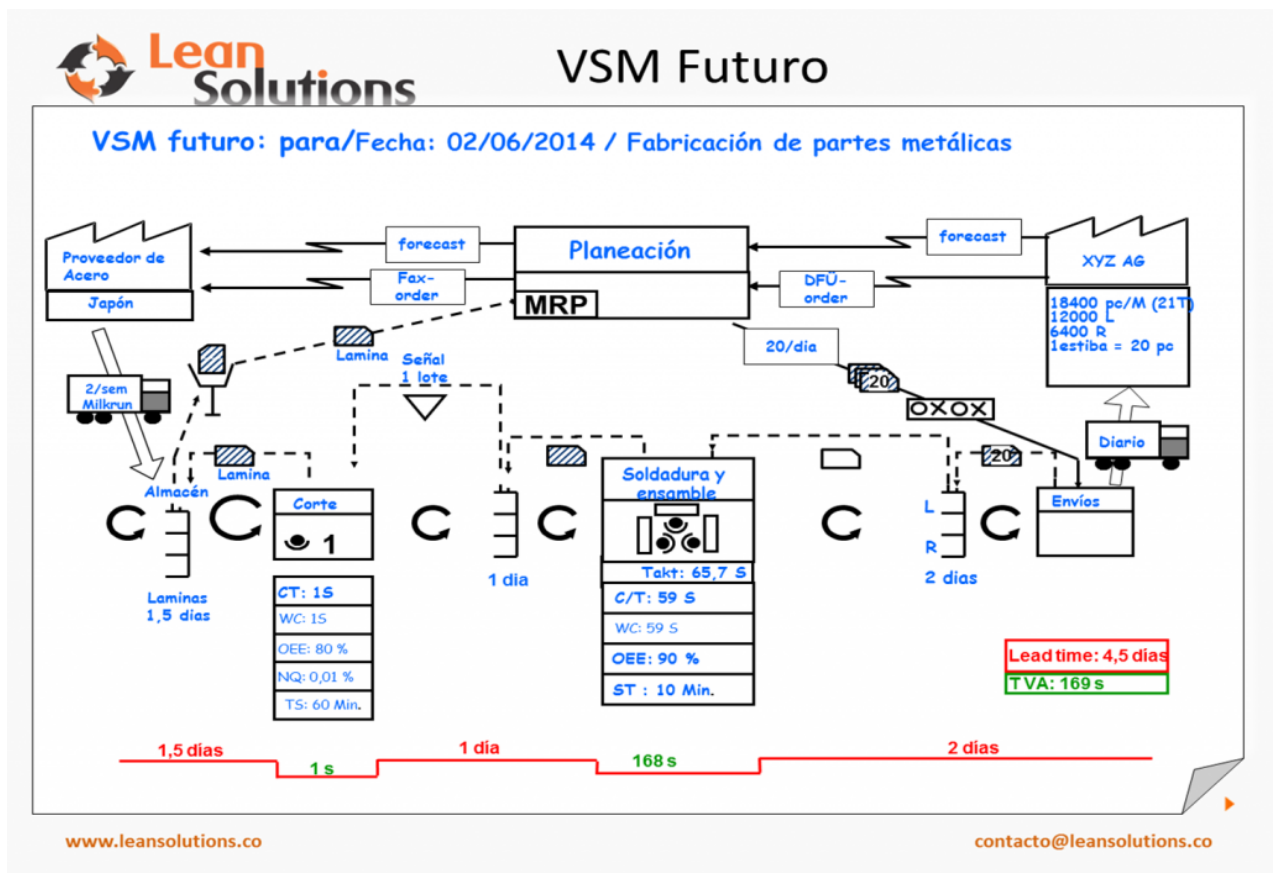 Lean
Solutions
VSM Futuro
VSM futuro: para/Fecha: 02/06/2014 / Fabricación de partes metálicas
Proveedor de
Acero
Japón
forecast
Fax-
order
Planeación
MRP
forecast
DFÜ-
order
XYZ AG
18400 pc/M (21T)
12000 L
6400 R
1estiba = 20 pc
2/sem
Milkrun
Lamina
Señal
1 lote
20/dia
20
OXOX
Diario
Lamina
Almacén
Laminas
1,5 dias
Corte
1
CT: 1S
WC: 1S
OEE: 80 %
NQ: 0,01 %
TS: 60 Min.
1 dia
Soldadura y
ensamble
Takt: 65,7 S
C/T: 59 S
WC: 59 S
OEE: 90 %
ST : 10 Min.
L
R
2 dias
20
Envíos
Lead time: 4,5 días
TVA: 169 s
1,5 días
1 s
1 día
168 s
2 días
www.leansolutions.co
contacto@leansolutions.co